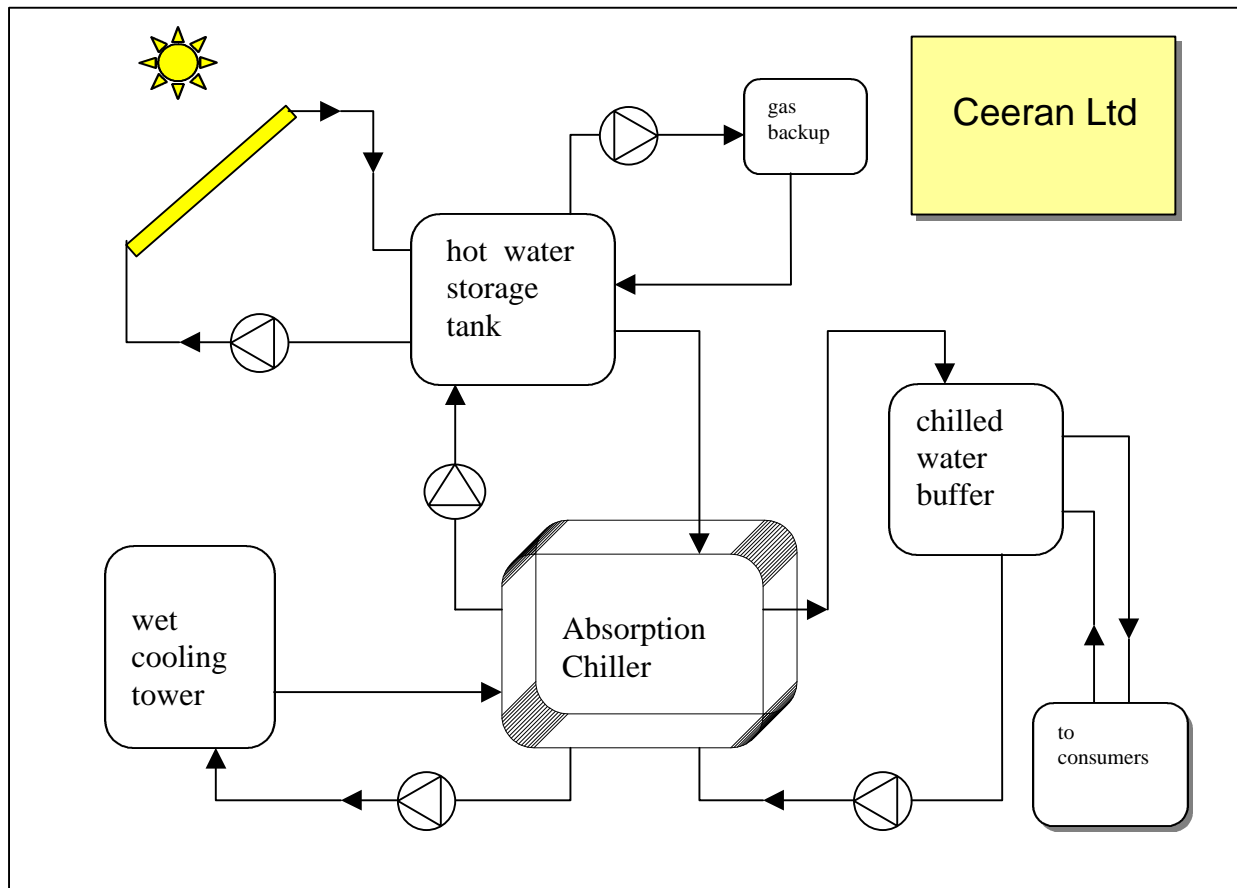 gas
backup
Ceeran Ltd
hot water
storage
tank
chilled
water
buffer
wet
cooling
tower
Absorption
Chiller
to
consumers